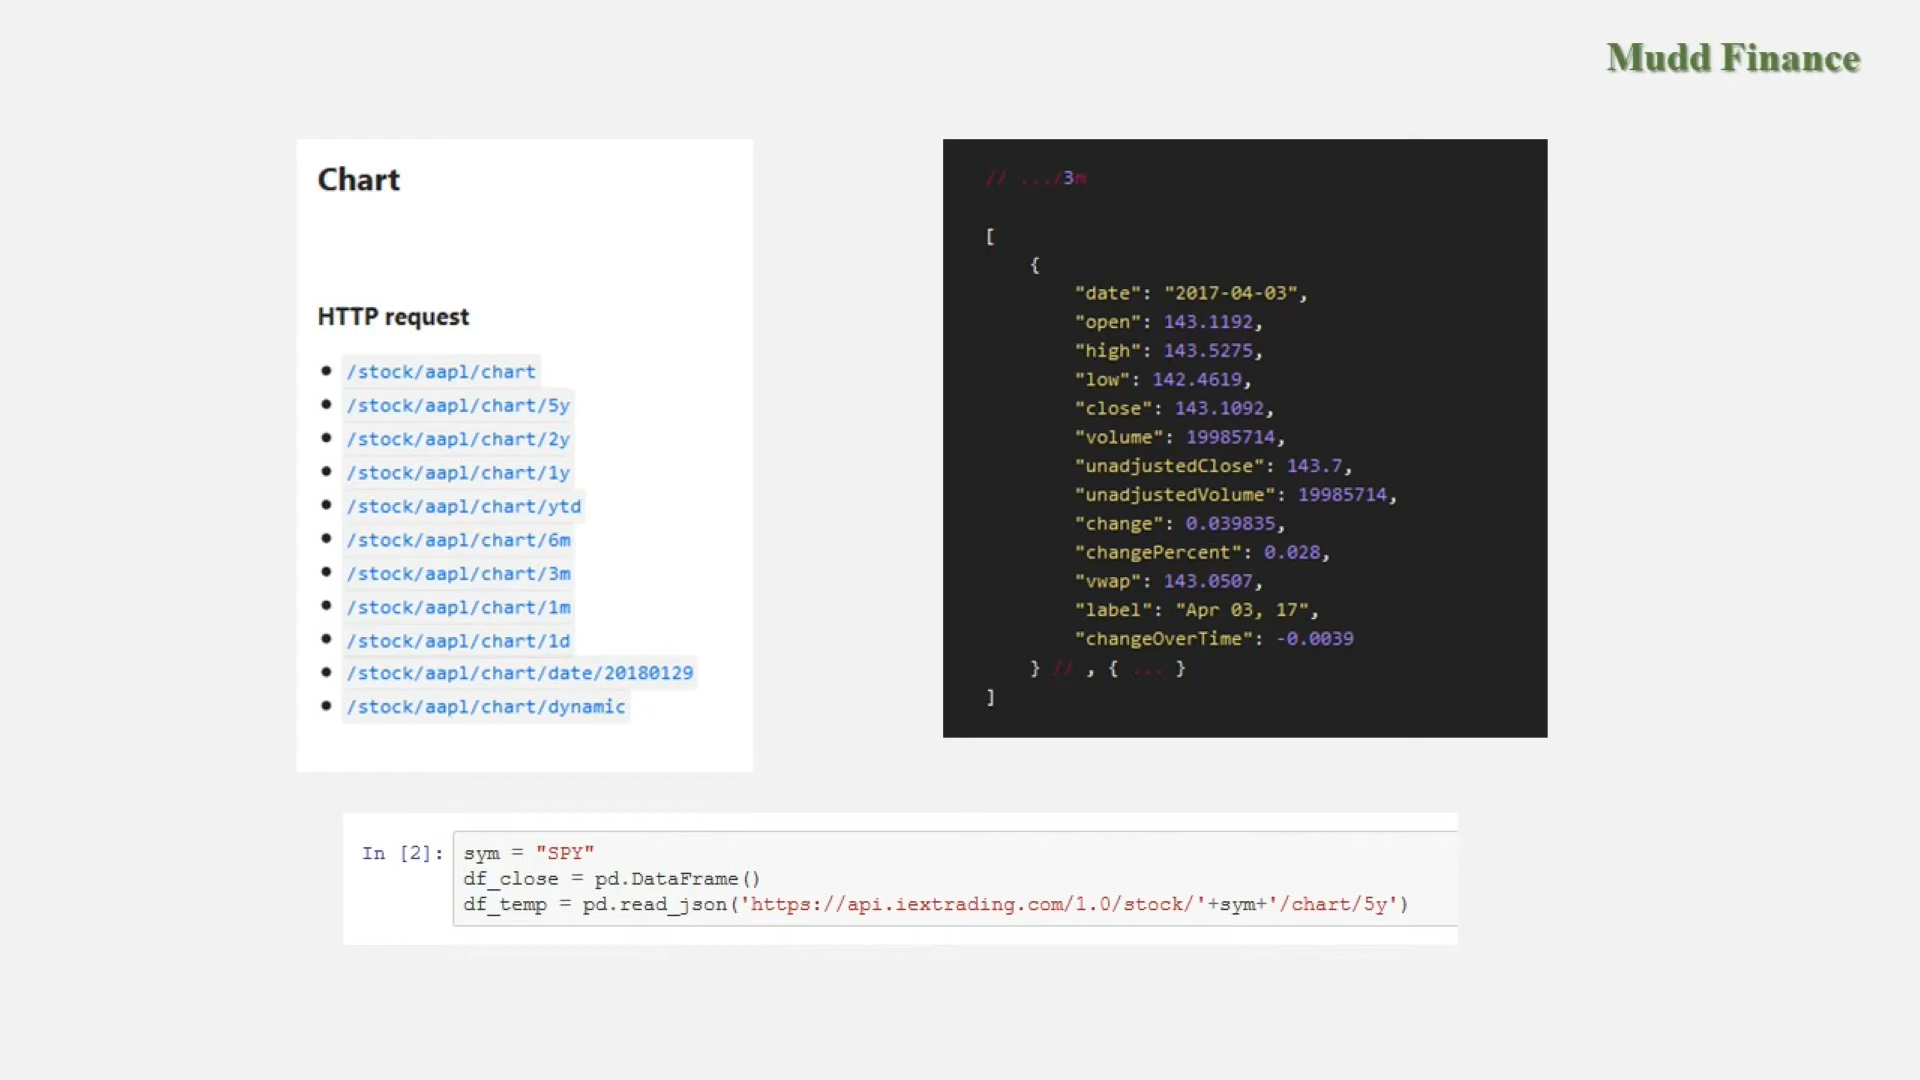 Mudd Finance
Chart
HTTP request
/stock/aapl/chart
/stock/aapl/chart/5y
/stock/aapl/chart/2y
/stock/aapl/chart/1y
/stock/aapl/chart/ytd
/stock/aapl/chart/6m
/stock/aapl/chart/3m
/stock/aapl/chart/1m
/stock/aapl/chart/1d
/stock/aapl/chart/date/20180129
/stock/aapl/chart/dynamic
// .../3m
[
{
"date": "2017-04-03",
"open": 143.1192,
"high": 143.5275,
"low": 142.4619,
"close": 143.1092,
"volume": 19985714,
"unadjustedClose": 143.7,
"unadjustedVolume": 19985714,
"change": 0.039835,
"changePercent": 0.028,
"vwap": 143.0507,
"label": "Apr 03, 17",
"changeOverTime": -0.0039
} // , { ... }
]
In [2]: sym = "SPY"
df_close = pd.DataFrame()
df_temp = pd.read_json('https://api.iextrading.com/1.0/stock/'+sym+'/chart/5y')